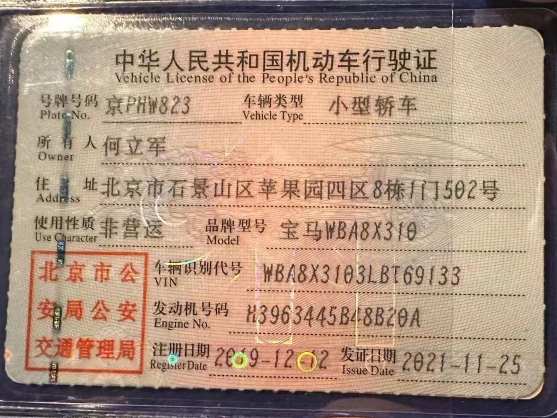 中华人民共和国机动车行驶证
Vehicle License of the People's Republic of China
号牌号码 京PHW823 车辆类型 小型轿车
Plate No. Vehicle Type
所有人 何立军
Owner
住址 北京市石景山区苹果园四区8栋1门502号
Address
使用性质 非营运 品牌型号 宝马WBA8X310
Use Character Model
北京市公
安局公安
交通管理局
车辆识别代号 WBA8X3103LBT69133
VIN
发动机号码 H3963445B48B20A
Engine No.
注册日期 发证日期 2021-11-25
Register Date Issue Date